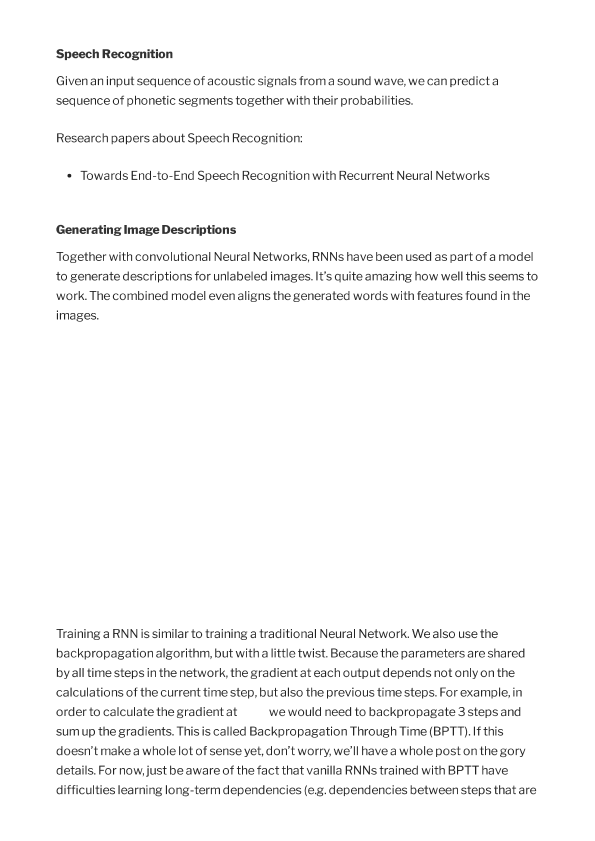 Speech Recognition
Given an input sequence of acoustic signals from a sound wave, we can predict a
sequence of phonetic segments together with their probabilities.
Research papers about Speech Recognition:
• Towards End-to-End Speech Recognition with Recurrent Neural Networks
Generating Image Descriptions
Together with convolutional Neural Networks, RNNs have been used as part of a model
to generate descriptions for unlabeled images. It’s quite amazing how well this seems to
work. The combined model even aligns the generated words with features found in the
images.
Training a RNN is similar to training a traditional Neural Network. We also use the
backpropagation algorithm, but with a little twist. Because the parameters are shared
by all time steps in the network, the gradient at each output depends not only on the
calculations of the current time step, but also the previous time steps. For example, in
order to calculate the gradient at we would need to backpropagate 3 steps and
sum up the gradients. This is called Backpropagation Through Time (BPTT). If this
doesn’t make a whole lot of sense yet, don’t worry, we’ll have a whole post on the gory
details. For now, just be aware of the fact that vanilla RNNs trained with BPTT have
difficulties learning long-term dependencies (e.g. dependencies between steps that are